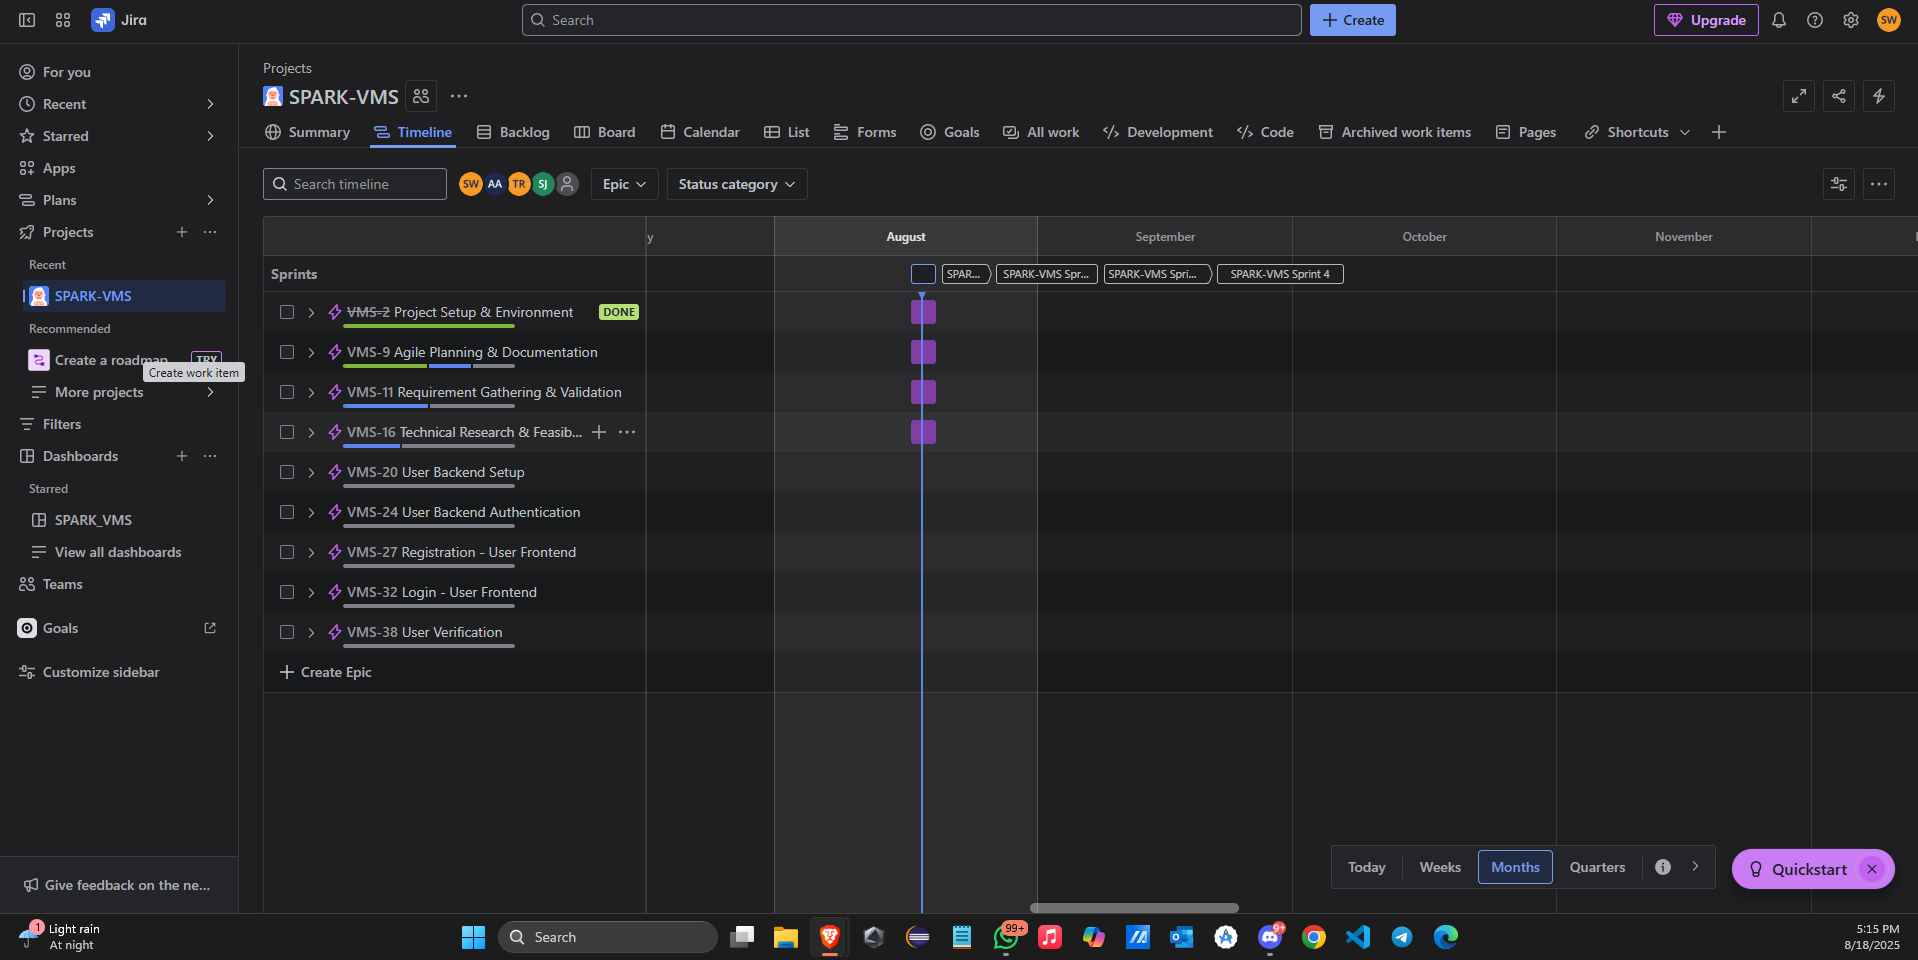 Jira
Search
Create
Upgrade
SW
For you
Recent
Starred
Apps
Plans
Projects
Recent
SPARK-VMS
Recommended
Create a roadmap TRY
Create work item
More projects
Filters
Dashboards
Starred
SPARK_VMS
View all dashboards
Teams
Goals
Customize sidebar
Give feedback on the ne...
Projects
SPARK-VMS
Summary Timeline Backlog Board Calendar List Forms Goals All work Development Code Archived work items Pages Shortcuts
Search timeline
SW AA TR SJ
Epic
Status category
y August September October November
Sprints
SPAR... SPARK-VMS Spr... SPARK-VMS Spri... SPARK-VMS Sprint 4
VMS-2 Project Setup & Environment DONE
VMS-9 Agile Planning & Documentation
VMS-11 Requirement Gathering & Validation
VMS-16 Technical Research & Feasib...
VMS-20 User Backend Setup
VMS-24 User Backend Authentication
VMS-27 Registration - User Frontend
VMS-32 Login - User Frontend
VMS-38 User Verification
Create Epic
Today Weeks Months Quarters
Quickstart
1
Light rain
At night
Search
99+
9+
5:15 PM
8/18/2025